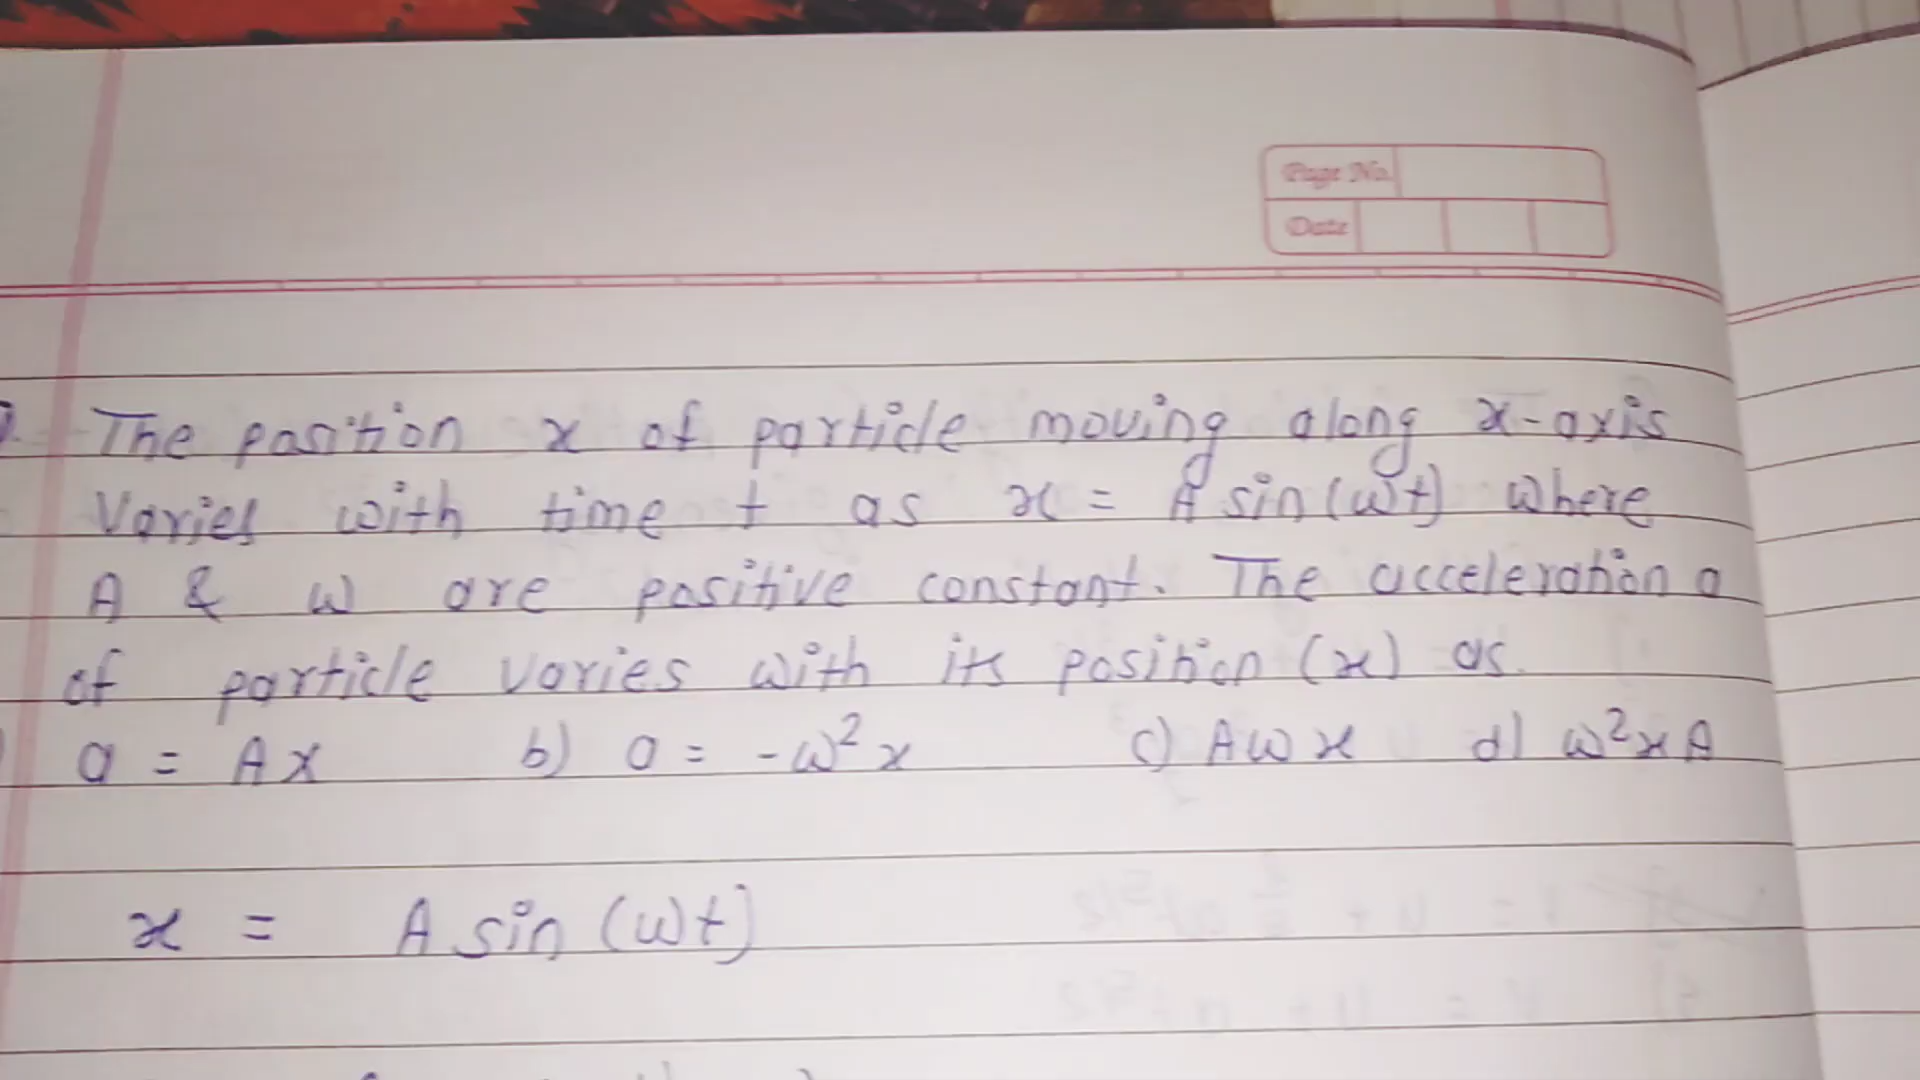 Page No.
Date
The position x of particle moving along x-axis
Varies with time t as x = A sin(ωt) where
A & ω are positive constant. The acceleration a
of particle varies with its position (x) as.
a = Ax b) a = -ω²x c) Aωx d) ω²xA
x = A sin(ωt)